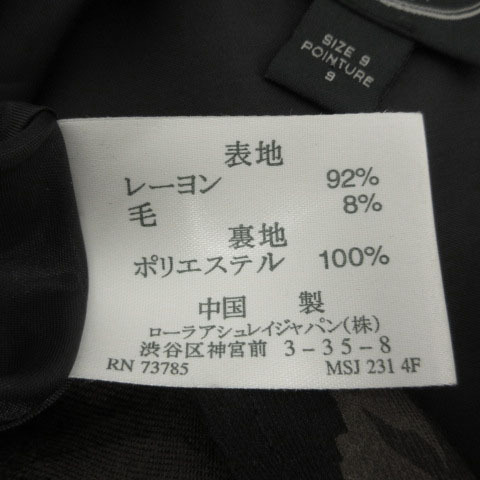 SIZE 9
POINTURE
9
表地
レーヨン 92%
毛 8%
裏地
ポリエステル 100%
中国 製
ローラアシュレイジャパン(株)
渋谷区神宮前 3-35-8
RN 73785 MSJ 231 4F